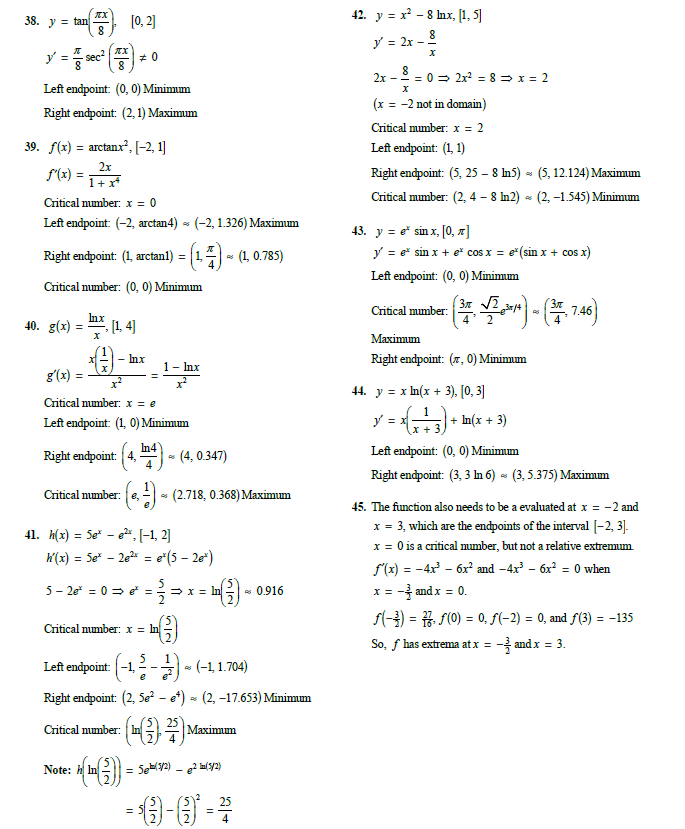 38. y = tan(πx/8), [0, 2]
y′ = π/8 sec²(πx/8) ≠ 0
Left endpoint: (0, 0) Minimum
Right endpoint: (2, 1) Maximum
39. f(x) = arctanx², [−2, 1]
f′(x) = 2x/(1 + x⁴)
Critical number: x = 0
Left endpoint: (−2, arctan4) ≈ (−2, 1.326) Maximum
Right endpoint: (1, arctan1) = (1, π/4) ≈ (1, 0.785)
Critical number: (0, 0) Minimum
40. g(x) = lnx/x, [1, 4]
g′(x) = (x(1/x) − lnx)/x² = (1 − lnx)/x²
Critical number: x = e
Left endpoint: (1, 0) Minimum
Right endpoint: (4, ln4/4) ≈ (4, 0.347)
Critical number: (e, 1/e) ≈ (2.718, 0.368) Maximum
41. h(x) = 5eˣ − e²ˣ, [−1, 2]
h′(x) = 5eˣ − 2e²ˣ = eˣ(5 − 2eˣ)
5 − 2eˣ = 0 ⇒ eˣ = 5/2 ⇒ x = ln(5/2) ≈ 0.916
Critical number: x = ln(5/2)
Left endpoint: (−1, 5/e − 1/e²) ≈ (−1, 1.704)
Right endpoint: (2, 5e² − e⁴) ≈ (2, −17.653) Minimum
Critical number: (ln(5/2), 25/4) Maximum
Note: h(ln(5/2)) = 5e^(ln(5/2)) − e^(2 ln(5/2))
= 5(5/2) − (5/2)² = 25/4
42. y = x² − 8 lnx, [1, 5]
y′ = 2x − 8/x
2x − 8/x = 0 ⇒ 2x² = 8 ⇒ x = 2
(x = −2 not in domain)
Critical number: x = 2
Left endpoint: (1, 1)
Right endpoint: (5, 25 − 8 ln5) ≈ (5, 12.124) Maximum
Critical number: (2, 4 − 8 ln2) ≈ (2, −1.545) Minimum
43. y = eˣ sin x, [0, π]
y′ = eˣ sin x + eˣ cos x = eˣ(sin x + cos x)
Left endpoint: (0, 0) Minimum
Critical number: (3π/4, √2/2 e^(3π/4)) ≈ (3π/4, 7.46)
Maximum
Right endpoint: (π, 0) Minimum
44. y = x ln(x + 3), [0, 3]
y′ = x(1/(x + 3)) + ln(x + 3)
Left endpoint: (0, 0) Minimum
Right endpoint: (3, 3 ln 6) ≈ (3, 5.375) Maximum
45. The function also needs to be a evaluated at x = −2 and
x = 3, which are the endpoints of the interval [−2, 3].
x = 0 is a critical number, but not a relative extremum.
f′(x) = −4x³ − 6x² and −4x³ − 6x² = 0 when
x = −3/2 and x = 0.
f(−3/2) = 27/16, f(0) = 0, f(−2) = 0, and f(3) = −135
So, f has extrema at x = −3/2 and x = 3.